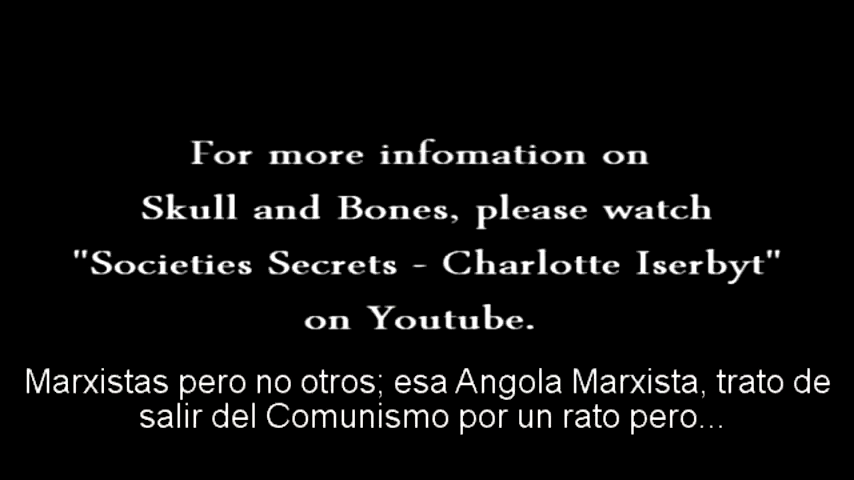 For more infomation on
Skull and Bones, please watch
"Societies Secrets - Charlotte Iserbyt"
on Youtube.
Marxistas pero no otros; esa Angola Marxista, trato de
salir del Comunismo por un rato pero...